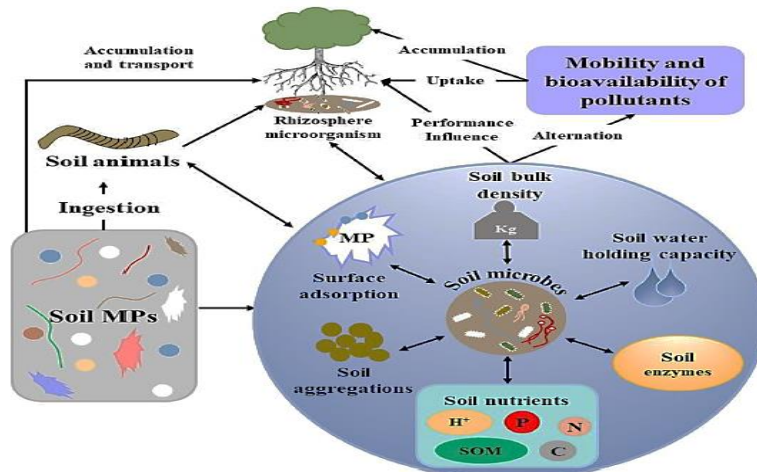 Accumulation
and transport
Accumulation
Uptake
Mobility and
bioavailability of
pollutants
Rhizosphere
microorganism
Performance
Influence
Alternation
Soil animals
Ingestion
Soil MPs
Soil bulk
density
Kg
MP
Surface
adsorption
Soil microbes
Soil water
holding capacity
Soil
aggregations
Soil
enzymes
Soil nutrients
H⁺
P
N
SOM
C